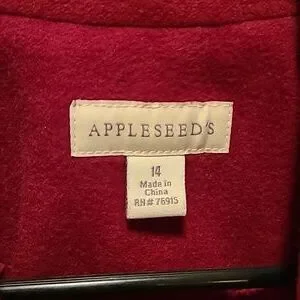 APPLESEED'S
14
Made in
China
RN# 76915